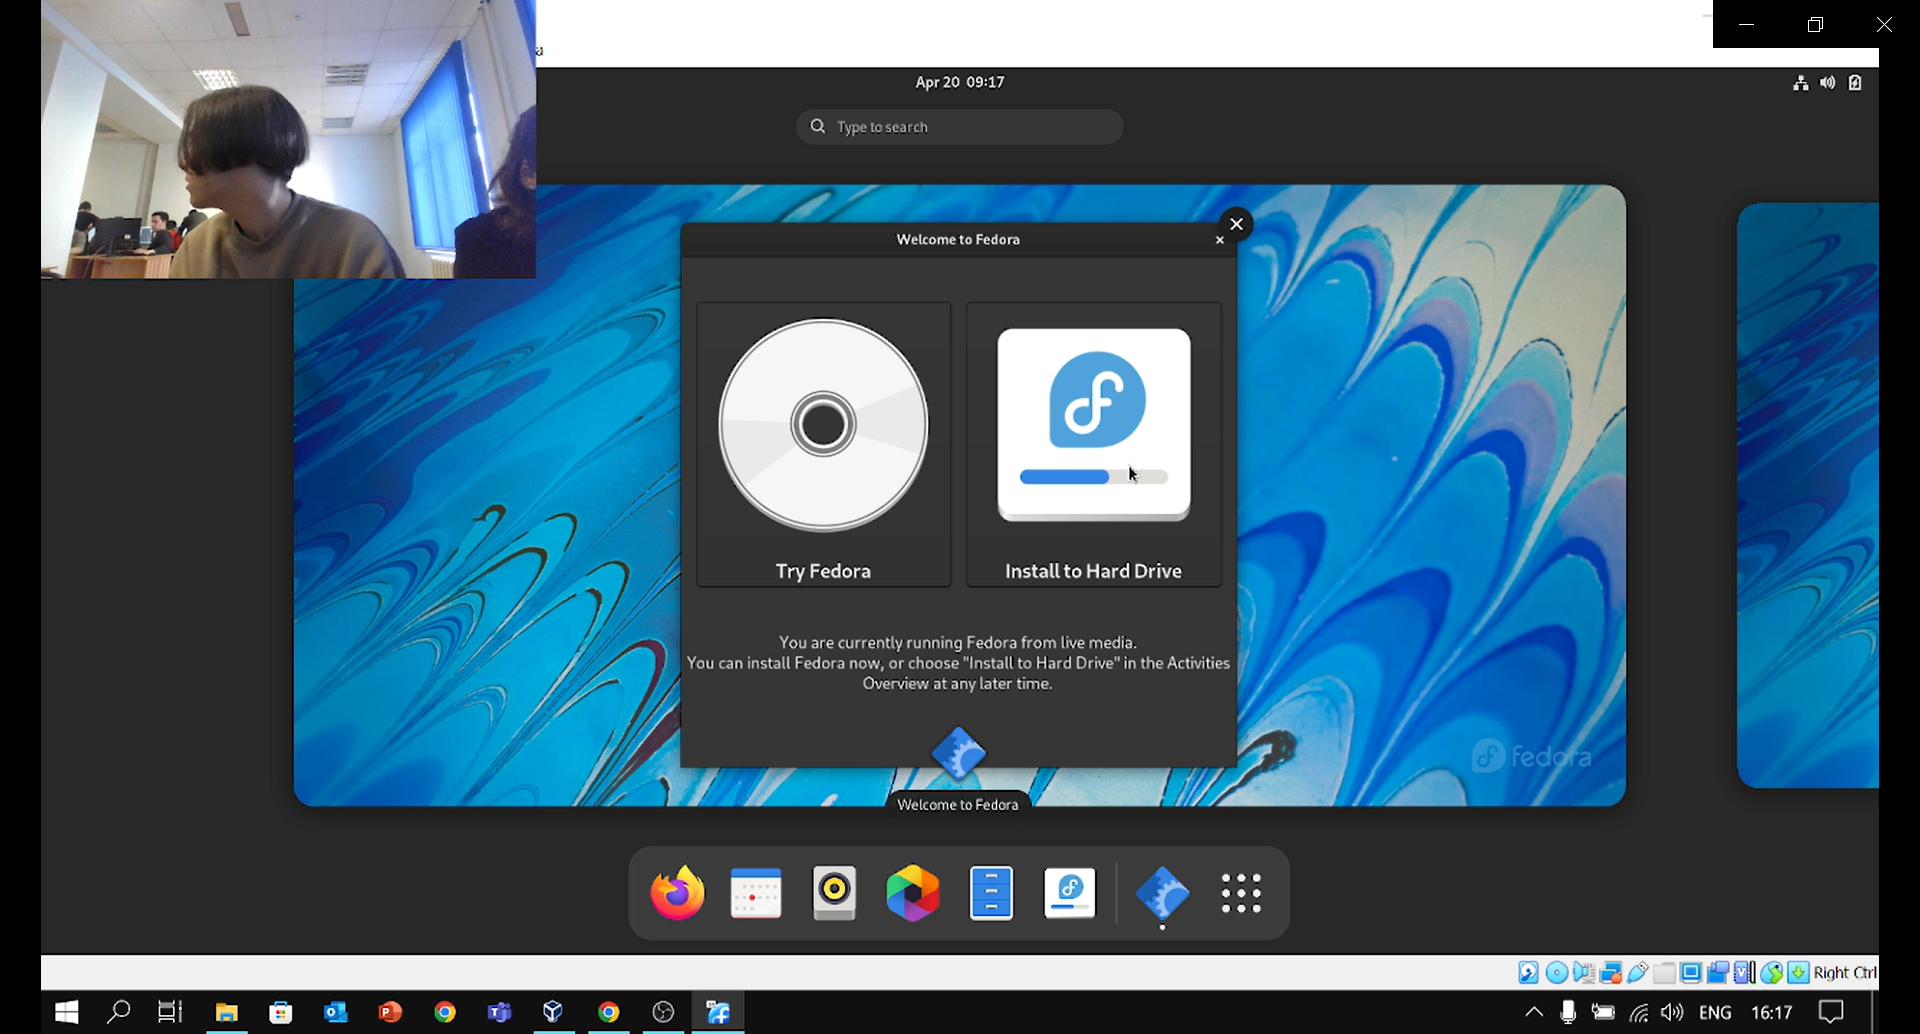 a
Apr 20 09:17
Type to search
Welcome to Fedora
Try Fedora
Install to Hard Drive
You are currently running Fedora from live media.
You can install Fedora now, or choose "Install to Hard Drive" in the Activities
Overview at any later time.
fedora
Welcome to Fedora
Right Ctrl
ENG
16:17